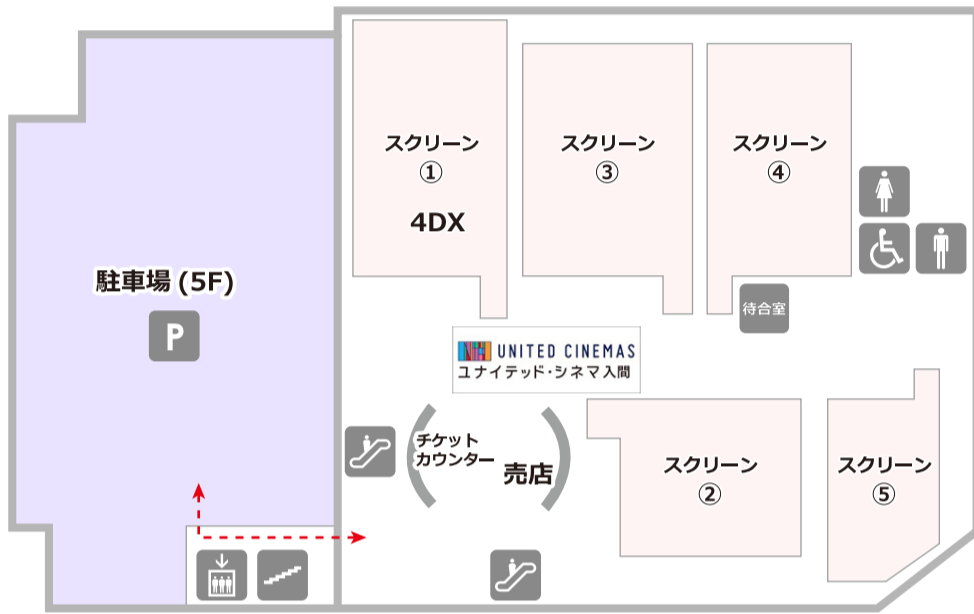 スクリーン
①
4DX
スクリーン
③
スクリーン
④
駐車場 (5F)
P
待合室
UNITED CINEMAS
ユナイテッド・シネマ入間
チケット
カウンター
売店
スクリーン
②
スクリーン
⑤